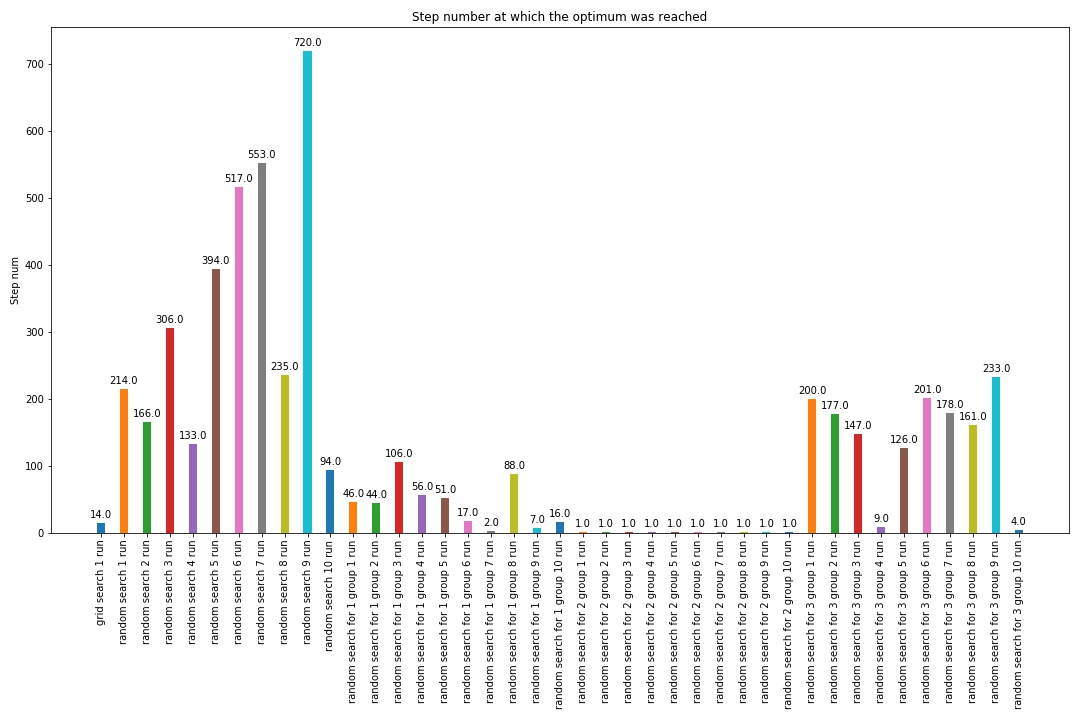 Step number at which the optimum was reached
Step num
700
600
500
400
300
200
100
0
14.0
214.0
166.0
306.0
133.0
394.0
517.0
553.0
235.0
720.0
94.0
46.0
44.0
106.0
56.0
51.0
17.0
2.0
88.0
7.0
16.0
1.0
1.0
1.0
1.0
1.0
1.0
1.0
1.0
1.0
1.0
200.0
177.0
147.0
9.0
126.0
201.0
178.0
161.0
233.0
4.0
grid search 1 run
random search 1 run
random search 2 run
random search 3 run
random search 4 run
random search 5 run
random search 6 run
random search 7 run
random search 8 run
random search 9 run
random search 10 run
random search for 1 group 1 run
random search for 1 group 2 run
random search for 1 group 3 run
random search for 1 group 4 run
random search for 1 group 5 run
random search for 1 group 6 run
random search for 1 group 7 run
random search for 1 group 8 run
random search for 1 group 9 run
random search for 1 group 10 run
random search for 2 group 1 run
random search for 2 group 2 run
random search for 2 group 3 run
random search for 2 group 4 run
random search for 2 group 5 run
random search for 2 group 6 run
random search for 2 group 7 run
random search for 2 group 8 run
random search for 2 group 9 run
random search for 2 group 10 run
random search for 3 group 1 run
random search for 3 group 2 run
random search for 3 group 3 run
random search for 3 group 4 run
random search for 3 group 5 run
random search for 3 group 6 run
random search for 3 group 7 run
random search for 3 group 8 run
random search for 3 group 9 run
random search for 3 group 10 run